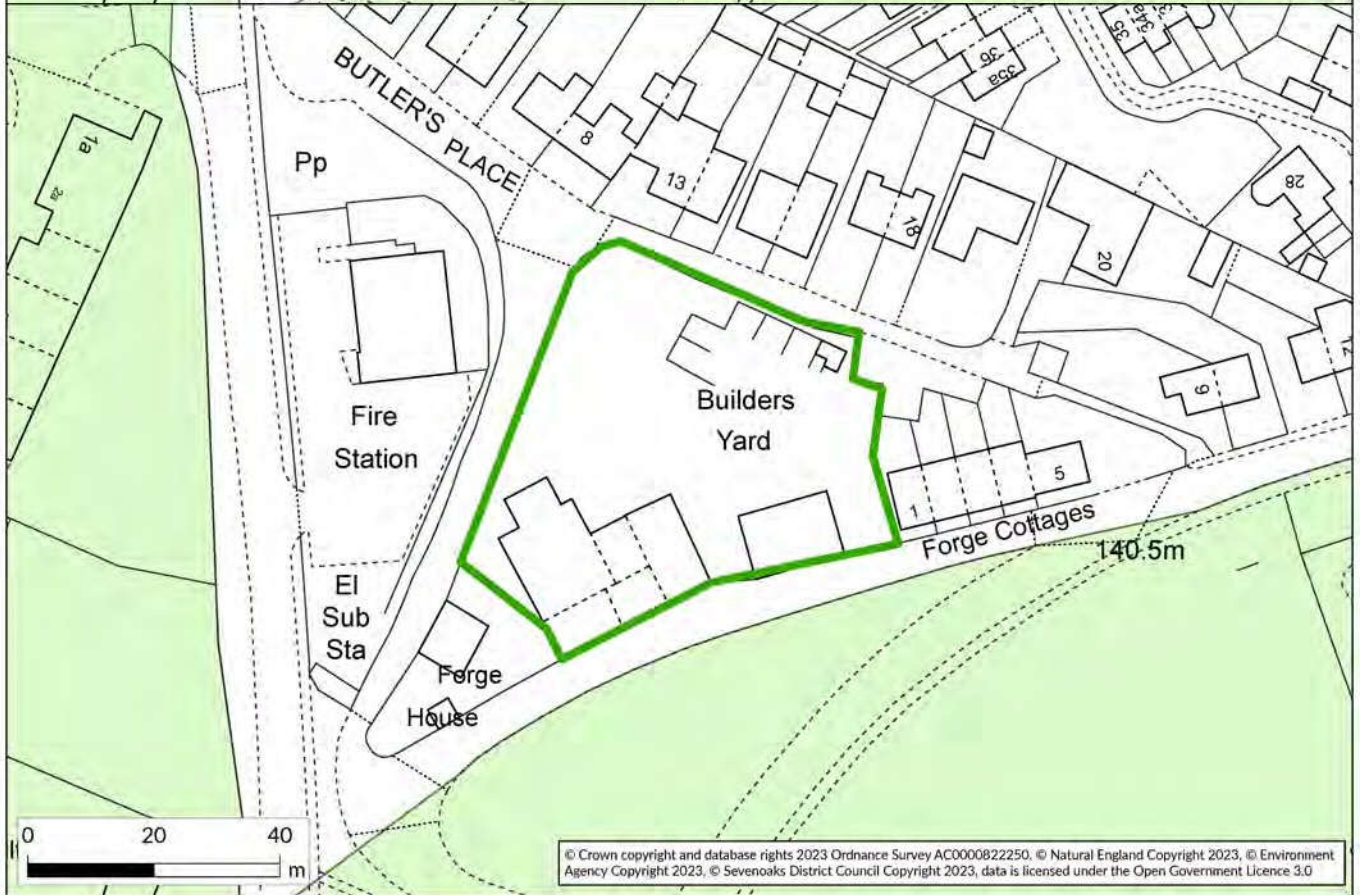 BUTLER'S PLACE
Pp
1a
2a
8
13
18
20
36
35a
35
34a
28
9
Fire
Station
Builders
Yard
1
5
Forge Cottages
140.5m
El
Sub
Sta
Forge
House
0 20 40
m
© Crown copyright and database rights 2023 Ordnance Survey AC0000822250, © Natural England Copyright 2023, © Environment
Agency Copyright 2023, © Sevenoaks District Council Copyright 2023, data is licensed under the Open Government Licence 3.0